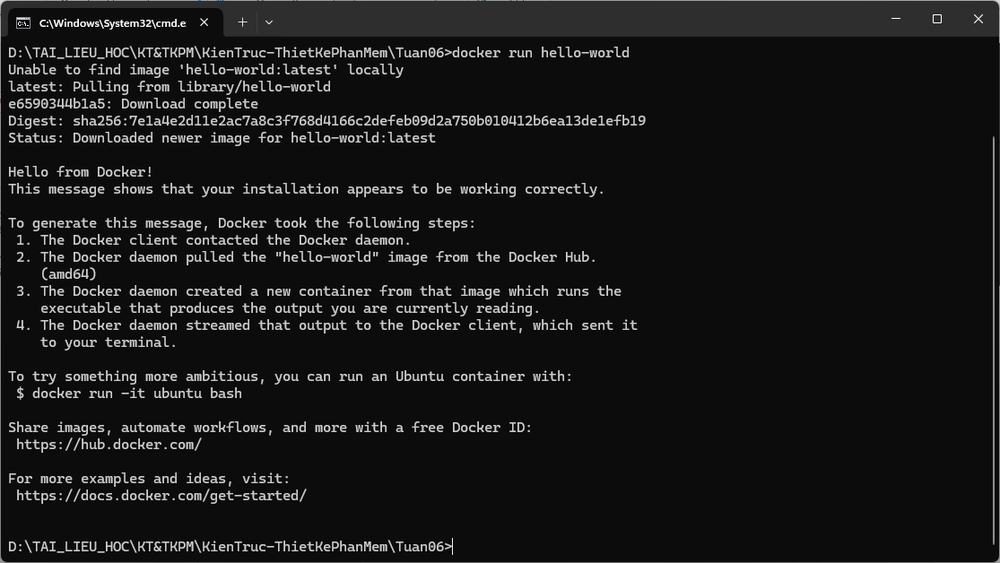 C:\Windows\System32\cmd.e
D:\TAI_LIEU_HOC\KT&TKPM\KienTruc-ThietKePhanMem\Tuan06>docker run hello-world
Unable to find image 'hello-world:latest' locally
latest: Pulling from library/hello-world
e6590344b1a5: Download complete
Digest: sha256:7e1a4e2d11e2ac7a8c3f768d4166c2defeb09d2a750b010412b6ea13de1efb19
Status: Downloaded newer image for hello-world:latest
Hello from Docker!
This message shows that your installation appears to be working correctly.
To generate this message, Docker took the following steps:
1. The Docker client contacted the Docker daemon.
2. The Docker daemon pulled the "hello-world" image from the Docker Hub.
(amd64)
3. The Docker daemon created a new container from that image which runs the
executable that produces the output you are currently reading.
4. The Docker daemon streamed that output to the Docker client, which sent it
to your terminal.
To try something more ambitious, you can run an Ubuntu container with:
$ docker run -it ubuntu bash
Share images, automate workflows, and more with a free Docker ID:
https://hub.docker.com/
For more examples and ideas, visit:
https://docs.docker.com/get-started/
D:\TAI_LIEU_HOC\KT&TKPM\KienTruc-ThietKePhanMem\Tuan06>